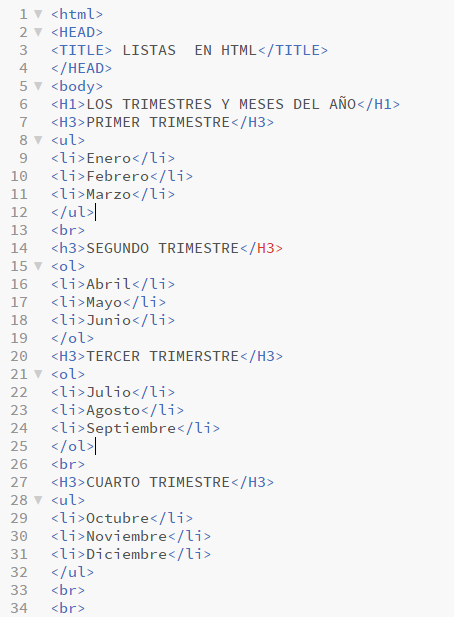 1 <html>
2 <HEAD>
3 <TITLE> LISTAS  EN HTML</TITLE>
4 </HEAD>
5 <body>
6 <H1>LOS TRIMESTRES Y MESES DEL AÑO</H1>
7 <H3>PRIMER TRIMESTRE</H3>
8 <ul>
9 <li>Enero</li>
10 <li>Febrero</li>
11 <li>Marzo</li>
12 </ul>
13 <br>
14 <h3>SEGUNDO TRIMESTRE</H3>
15 <ol>
16 <li>Abril</li>
17 <li>Mayo</li>
18 <li>Junio</li>
19 </ol>
20 <H3>TERCER TRIMERSTRE</H3>
21 <ol>
22 <li>Julio</li>
23 <li>Agosto</li>
24 <li>Septiembre</li>
25 </ol>
26 <br>
27 <H3>CUARTO TRIMESTRE</H3>
28 <ul>
29 <li>Octubre</li>
30 <li>Noviembre</li>
31 <li>Diciembre</li>
32 </ul>
33 <br>
34 <br>